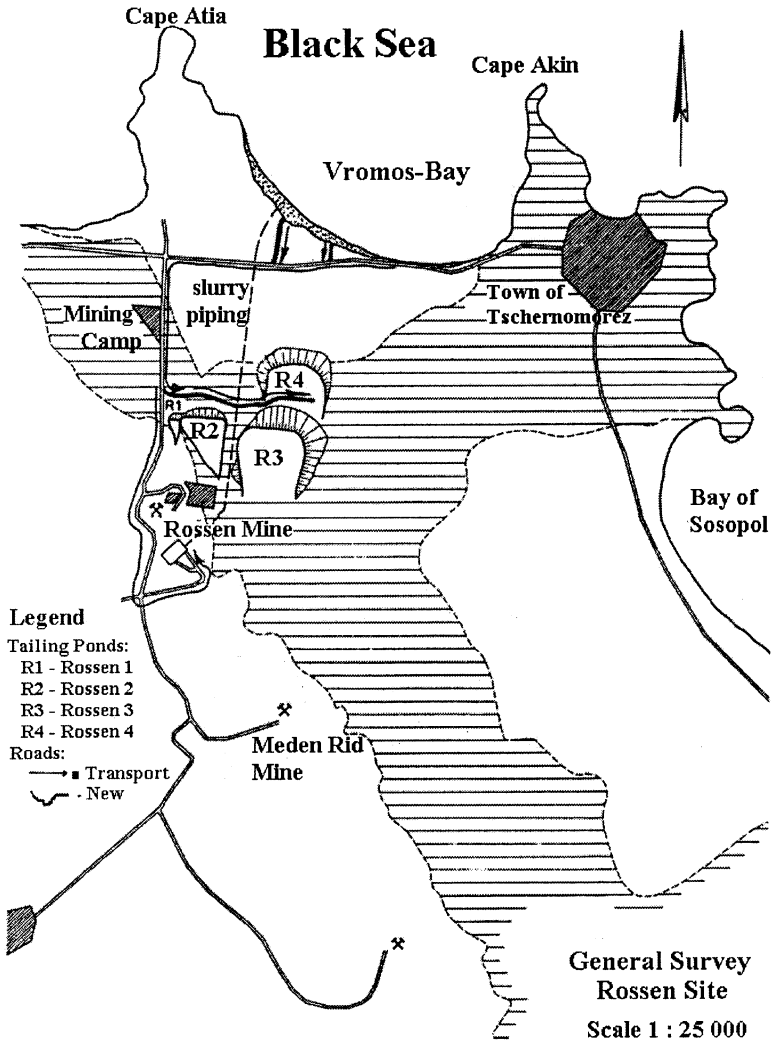 Cape Atia
Black Sea
Cape Akin
Vromos-Bay
slurry
piping
Mining
Camp
Town of
Tschernomorez
R4
R1
R2
R3
Rossen Mine
Bay of
Sosopol
Legend
Tailing Ponds:
R1 - Rossen 1
R2 - Rossen 2
R3 - Rossen 3
R4 - Rossen 4
Roads:
- Transport
- New
Meden Rid
Mine
General Survey
Rossen Site
Scale 1 : 25 000